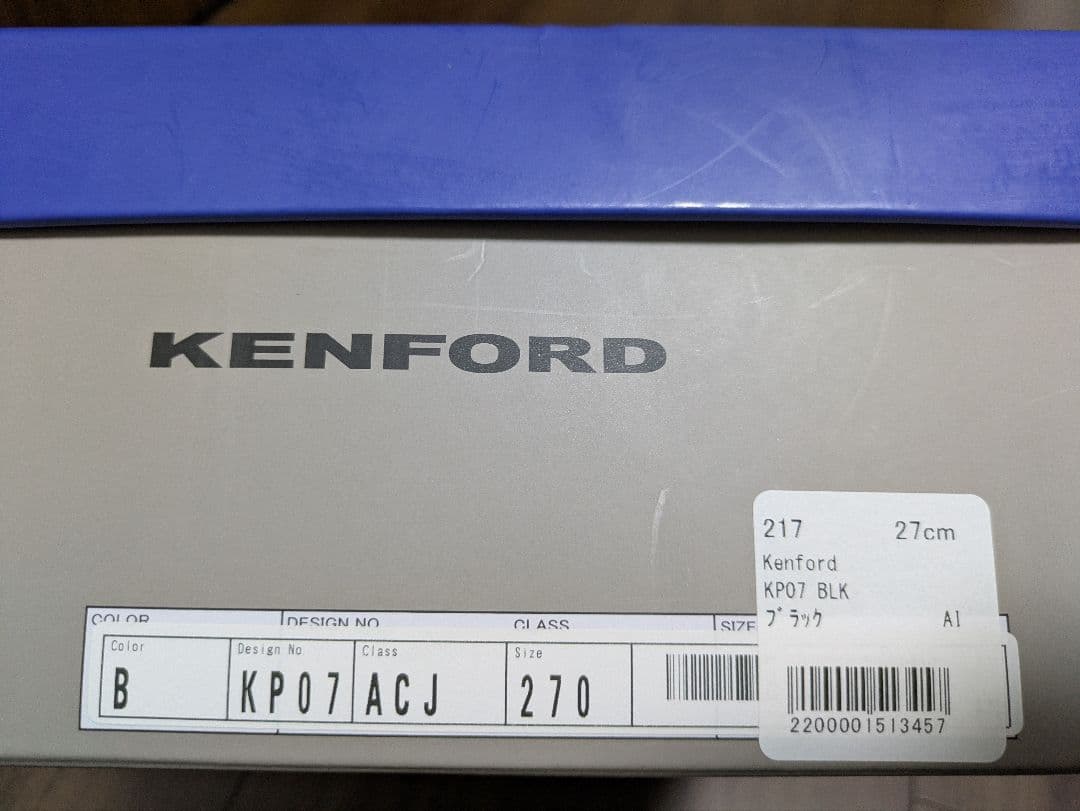 KENFORD
217 27cm
Kenford
KP07 BLK
ブラック AI
COLOR DESIGN NO CLASS SIZE
Color Design No Class Size
B KP07 ACJ 270
2200001513457